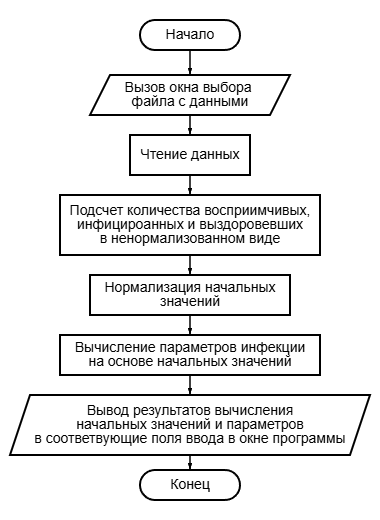 Начало
Вызов окна выбора
файла с данными
Чтение данных
Подсчет количества восприимчивых,
инфицироанных и выздоровевших
в ненормализованном виде
Нормализация начальных
значений
Вычисление параметров инфекции
на основе начальных значений
Вывод результатов вычисления
начальных значений и параметров
в соответвующие поля ввода в окне программы
Конец